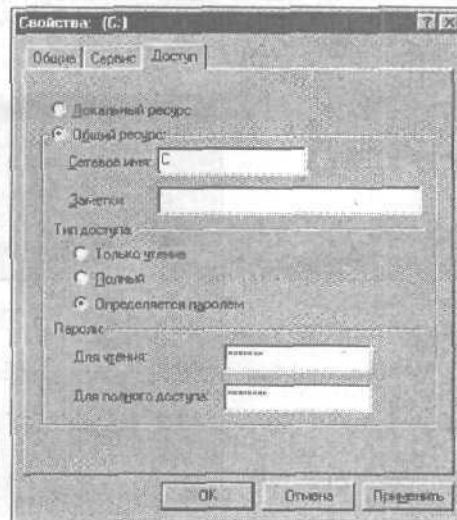 Свойства: (C:)
Общие Сервис Доступ
Локальный ресурс
Общий ресурс:
Сетевое имя: C
Заметки:
Тип доступа:
Только чтение
Полный
Определяется паролем
Пароли:
Для чтения: *******
Для полного доступа: ********
OK Отмена Применить